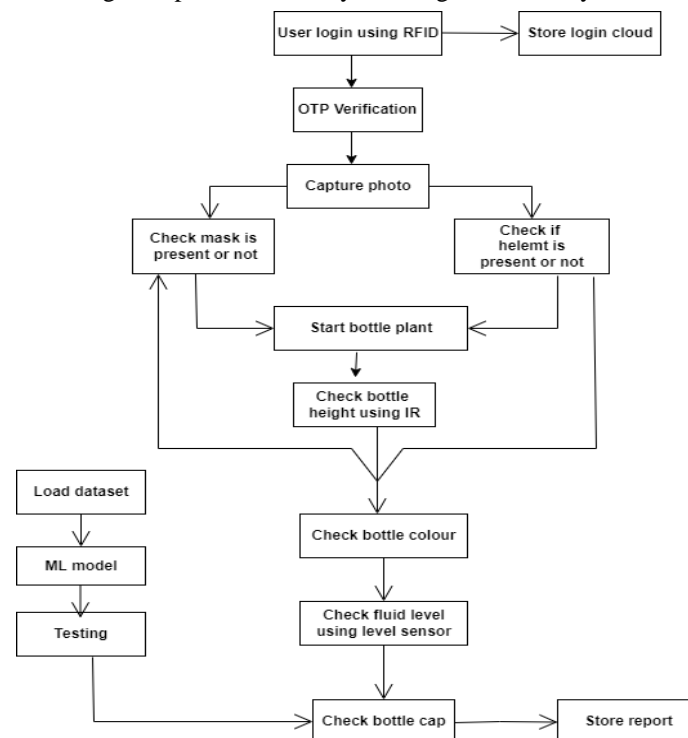 User login using RFID
Store login cloud
OTP Verification
Capture photo
Check mask is
present or not
Check if
helemt is
present or not
Start bottle plant
Check bottle
height using IR
Load dataset
Check bottle colour
ML model
Check fluid level
using level sensor
Testing
Check bottle cap
Store report